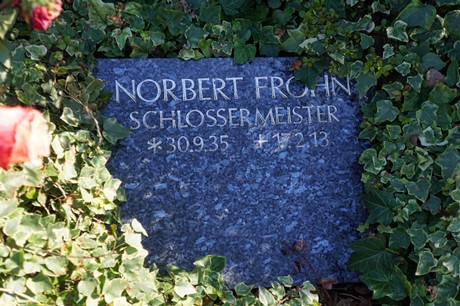 NORBERT FROHN
SCHLOSSERMEISTER
*30.9.35 +17.2.13